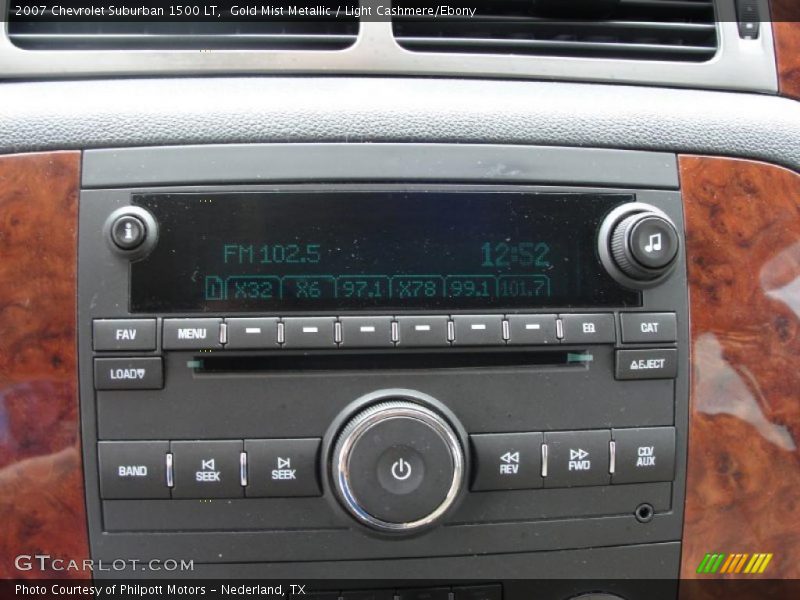 2007 Chevrolet Suburban 1500 LT, Gold Mist Metallic / Light Cashmere/Ebony
i
FM 102.5 12:52
1 X32 X6 97.1 X78 99.1 101.7
FAV MENU EQ CAT
LOAD EJECT
BAND SEEK SEEK REV FWD CD/AUX
GTCARLOT.COM
Photo Courtesy of Philpott Motors - Nederland, TX